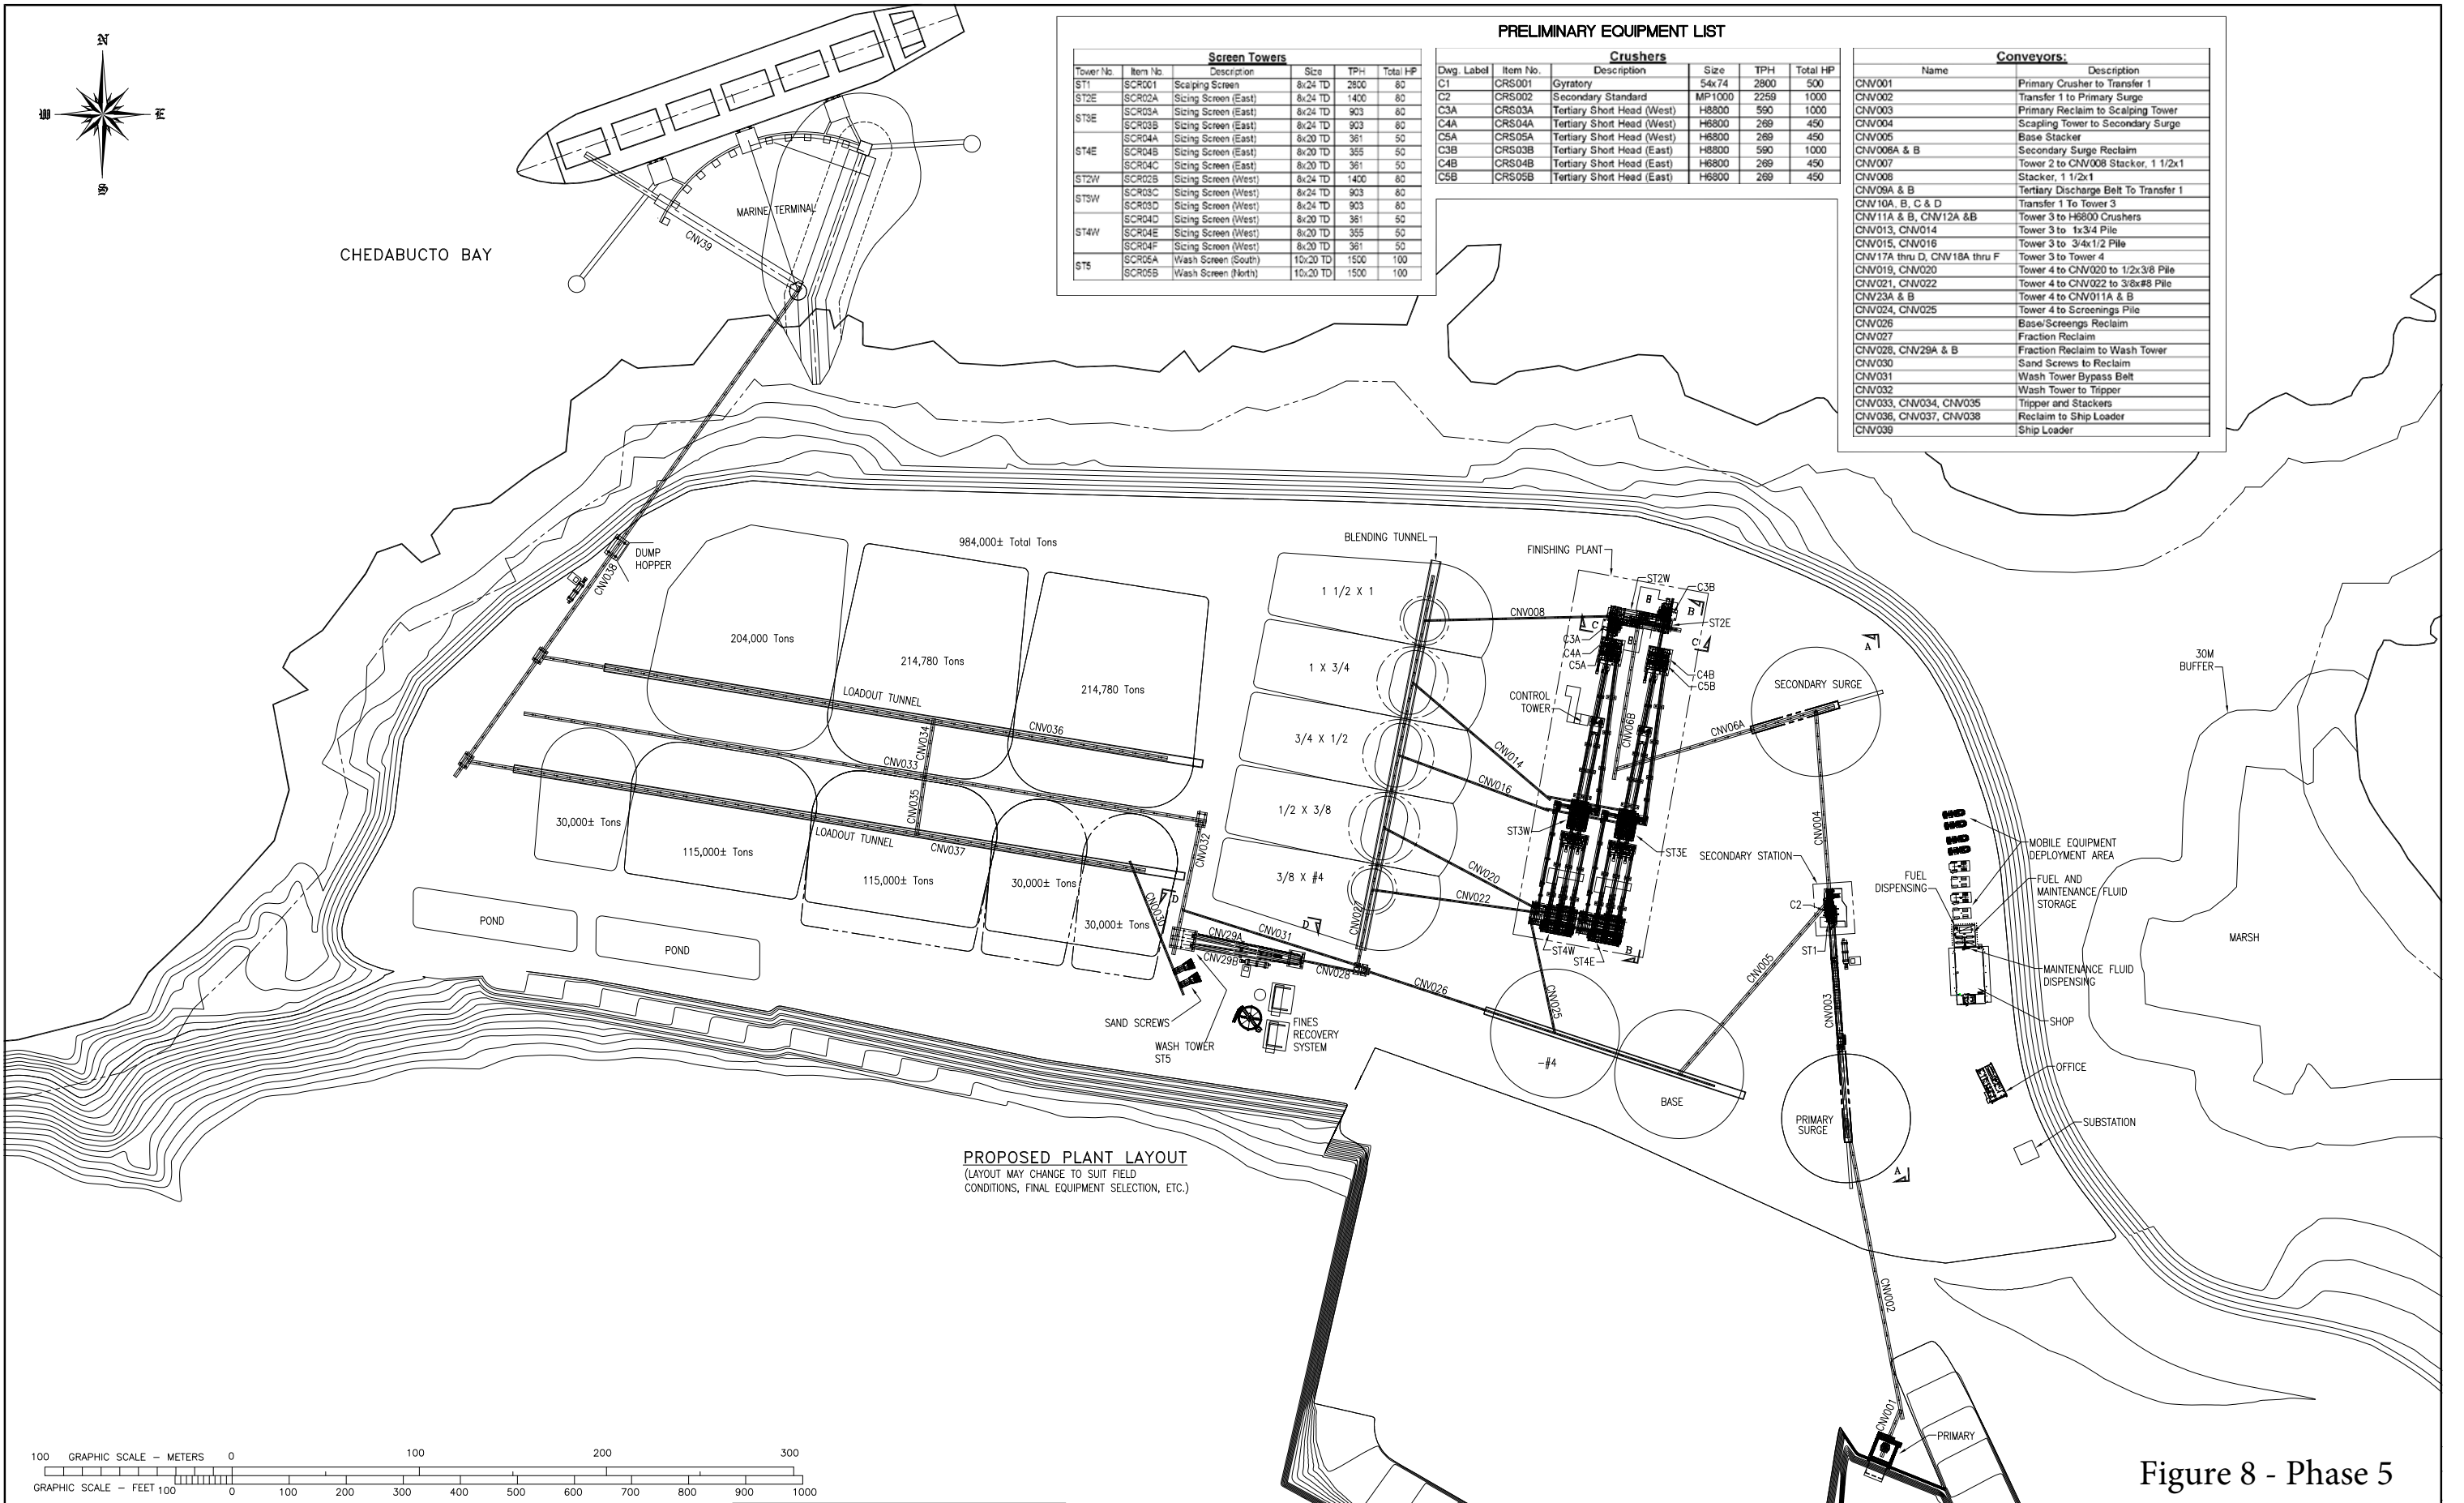 N
E
S
PRELIMINARY EQUIPMENT LIST
Screen Towers
Tower No. Item No. Description Size TPH Total HP
ST1 SCR001 Scalping Screen 8x24 TD 2800 80
ST2E SCR02A Sizing Screen (East) 8x24 TD 1400 80
ST3E SCR03A Sizing Screen (East) 8x24 TD 903 80
SCR03B Sizing Screen (East) 8x24 TD 903 80
ST4E SCR04A Sizing Screen (East) 8x20 TD 361 50
SCR04B Sizing Screen (East) 8x20 TD 355 50
SCR04C Sizing Screen (East) 8x20 TD 361 50
ST2W SCR02B Sizing Screen (West) 8x24 TD 1400 80
ST3W SCR03C Sizing Screen (West) 8x24 TD 903 80
SCR03D Sizing Screen (West) 8x24 TD 903 80
ST4W SCR04D Sizing Screen (West) 8x20 TD 361 50
SCR04E Sizing Screen (West) 8x20 TD 355 50
SCR04F Sizing Screen (West) 8x20 TD 361 50
ST5 SCR05A Wash Screen (South) 10x20 TD 1500 100
SCR05B Wash Screen (North) 10x20 TD 1500 100
Crushers
Dwg. Label Item No. Description Size TPH Total HP
C1 CRS001 Gyratory 54x74 2800 500
C2 CRS002 Secondary Standard MP1000 2259 1000
C3A CRS03A Tertiary Short Head (West) H8800 590 1000
C4A CRS04A Tertiary Short Head (West) H6800 269 450
C5A CRS05A Tertiary Short Head (West) H6800 269 450
C3B CRS03B Tertiary Short Head (East) H8800 590 1000
C4B CRS04B Tertiary Short Head (East) H6800 269 450
C5B CRS05B Tertiary Short Head (East) H6800 269 450
Conveyors:
Name Description
CNV001 Primary Crusher to Transfer 1
CNV002 Transfer 1 to Primary Surge
CNV003 Primary Reclaim to Scalping Tower
CNV004 Scapling Tower to Secondary Surge
CNV005 Base Stacker
CNV006A & B Secondary Surge Reclaim
CNV007 Tower 2 to CNV008 Stacker, 1 1/2x1
CNV008 Stacker, 1 1/2x1
CNV09A & B Tertiary Discharge Belt To Transfer 1
CNV10A, B, C & D Transfer 1 To Tower 3
CNV11A & B, CNV12A &B Tower 3 to H6800 Crushers
CNV013, CNV014 Tower 3 to 1x3/4 Pile
CNV015, CNV016 Tower 3 to 3/4x1/2 Pile
CNV17A thru D, CNV18A thru F Tower 3 to Tower 4
CNV019, CNV020 Tower 4 to CNV020 to 1/2x3/8 Pile
CNV021, CNV022 Tower 4 to CNV022 to 3/8x#8 Pile
CNV23A & B Tower 4 to CNV011A & B
CNV024, CNV025 Tower 4 to Screenings Pile
CNV026 Base/Screengs Reclaim
CNV027 Fraction Reclaim
CNV028, CNV29A & B Fraction Reclaim to Wash Tower
CNV030 Sand Screws to Reclaim
CNV031 Wash Tower Bypass Belt
CNV032 Wash Tower to Tripper
CNV033, CNV034, CNV035 Tripper and Stackers
CNV036, CNV037, CNV038 Reclaim to Ship Loader
CNV039 Ship Loader
CHEDABUCTO BAY
MARINE TERMINAL
CNV39
DUMP
HOPPER
CNV038
984,000± Total Tons
204,000 Tons
214,780 Tons
214,780 Tons
LOADOUT TUNNEL
CNV036
CNV034
CNV033
CNV035
LOADOUT TUNNEL
CNV037
CNV032
30,000± Tons
115,000± Tons
115,000± Tons
30,000± Tons
30,000± Tons
POND
POND
CNV0030
D
D
CNV031
CNV29A
CNV29B
CNV028
CNV027
CNV026
SAND SCREWS
WASH TOWER
ST5
FINES
RECOVERY
SYSTEM
BLENDING TUNNEL
1 1/2 X 1
1 X 3/4
3/4 X 1/2
1/2 X 3/8
3/8 X #4
CNV008
CNV014
CNV016
CNV020
CNV022
FINISHING PLANT
ST2W
C3B
B
B
B
ST2E
C
C
C3A
C4A
C5A
C4B
C5B
CONTROL
TOWER
CNV06B
CNV06A
ST3W
ST3E
ST4W
ST4E
B
CNV025
-#4
BASE
SECONDARY SURGE
A
CNV004
SECONDARY STATION
C2
ST1
CNV005
CNV003
PRIMARY
SURGE
A
CNV002
CNV001
PRIMARY
30M
BUFFER
MOBILE EQUIPMENT
DEPLOYMENT AREA
FUEL
DISPENSING
FUEL AND
MAINTENANCE FLUID
STORAGE
MARSH
MAINTENANCE FLUID
DISPENSING
SHOP
OFFICE
SUBSTATION
PROPOSED PLANT LAYOUT
(LAYOUT MAY CHANGE TO SUIT FIELD
CONDITIONS, FINAL EQUIPMENT SELECTION, ETC.)
100 GRAPHIC SCALE – METERS 0 100 200 300
GRAPHIC SCALE – FEET 100 0 100 200 300 400 500 600 700 800 900 1000
Figure 8 - Phase 5